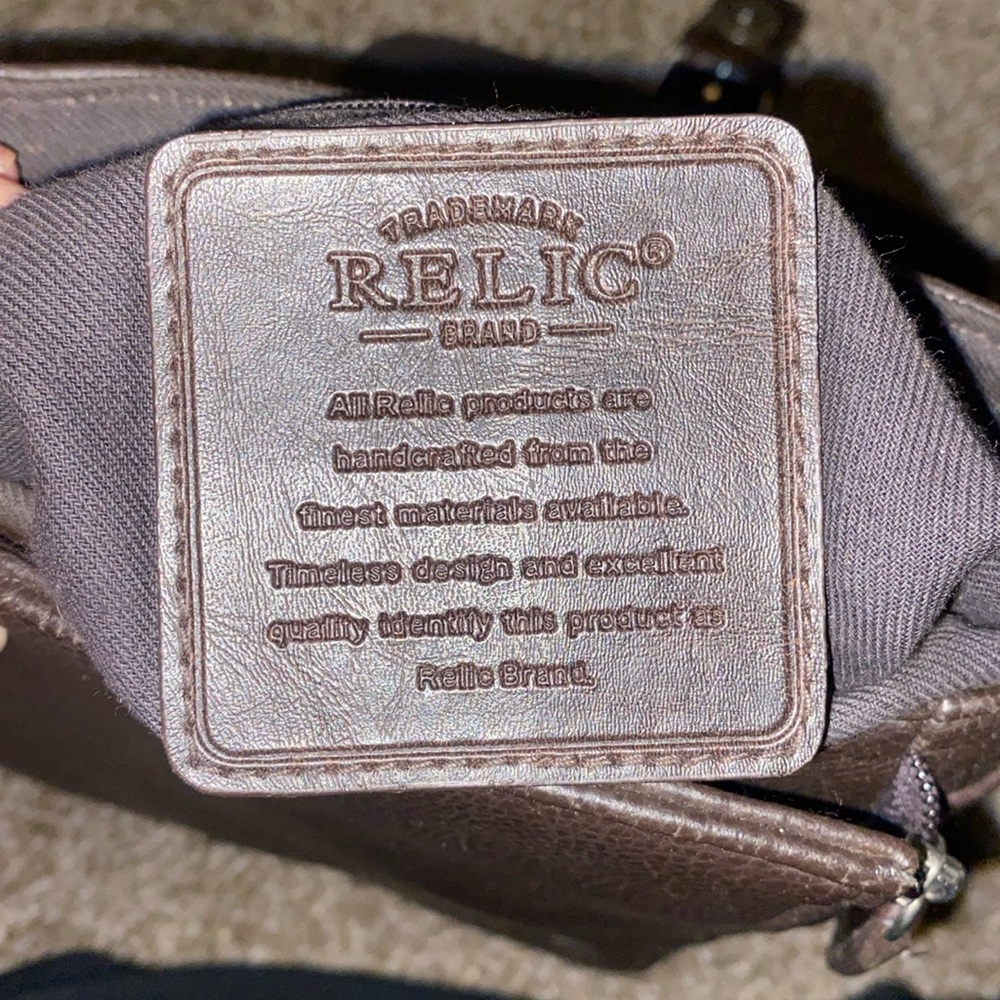 TRADEMARK
RELIC®
BRAND
All Relic products are
handcrafted from the
finest materials available.
Timeless design and excellent
quality identify this product as
Relic Brand.